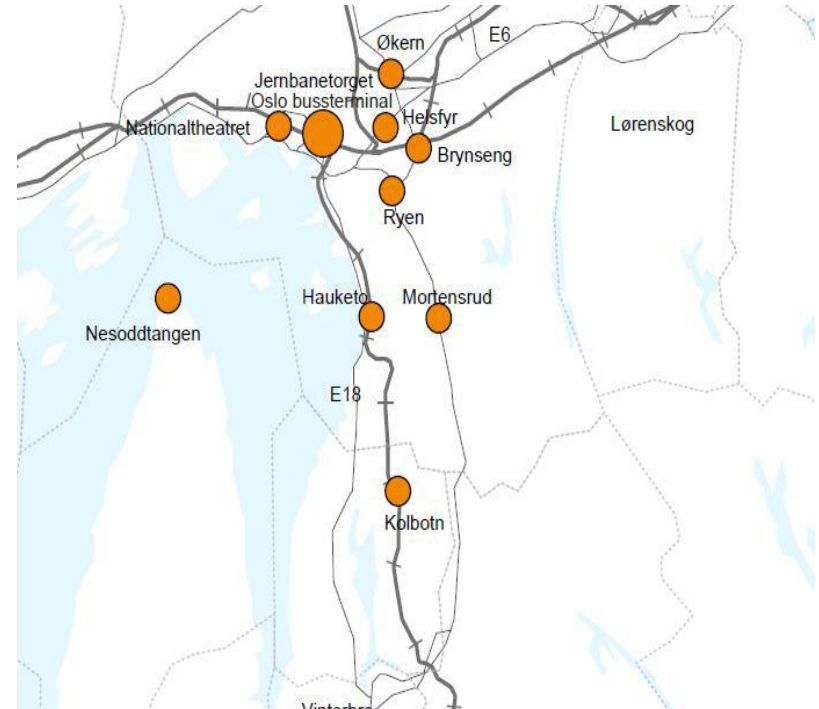 E6
Økern
Jernbanetorget
Oslo bussterminal
Nationaltheatret
Helsfyr
Lørenskog
Brynseng
Ryen
Hauketo
Mortensrud
Nesoddtangen
E18
Kolbotn